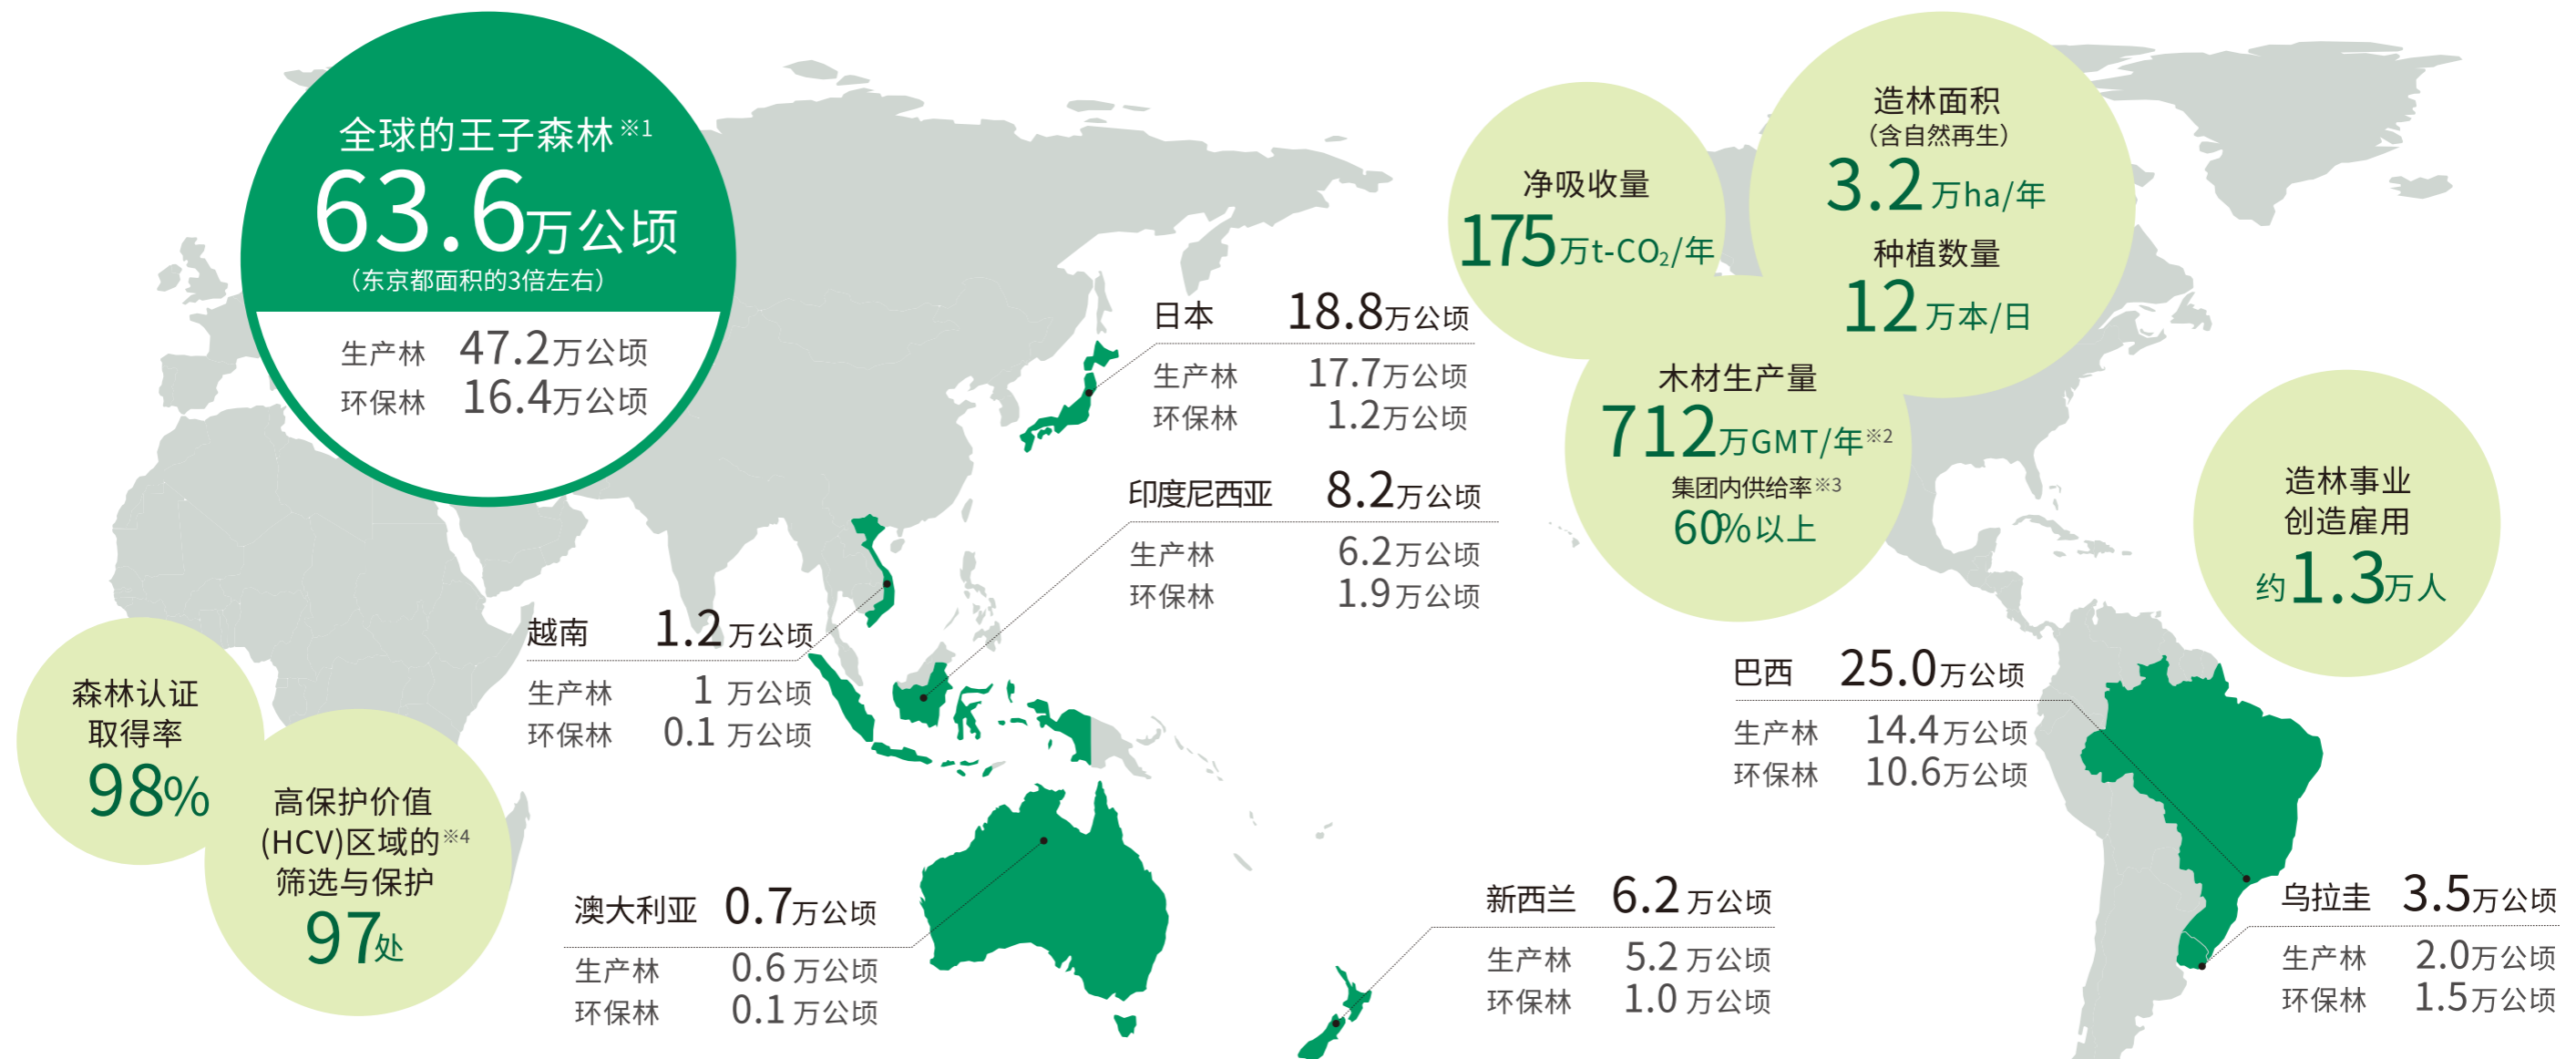 全球的王子森林※1
63.6万公顷
（东京都面积的3倍左右）
生产林 47.2万公顷
环保林 16.4万公顷
净吸收量
175万t-CO₂/年
造林面积
（含自然再生）
3.2万ha/年
种植数量
12万本/日
木材生产量
712万GMT/年※2
集团内供给率※3
60%以上
造林事业
创造雇用
约1.3万人
日本 18.8万公顷
生产林 17.7万公顷
环保林 1.2万公顷
印度尼西亚 8.2万公顷
生产林 6.2万公顷
环保林 1.9万公顷
越南 1.2万公顷
生产林 1万公顷
环保林 0.1万公顷
巴西 25.0万公顷
生产林 14.4万公顷
环保林 10.6万公顷
森林认证
取得率
98%
高保护价值
(HCV)区域的※4
筛选与保护
97处
澳大利亚 0.7万公顷
生产林 0.6万公顷
环保林 0.1万公顷
新西兰 6.2万公顷
生产林 5.2万公顷
环保林 1.0万公顷
乌拉圭 3.5万公顷
生产林 2.0万公顷
环保林 1.5万公顷